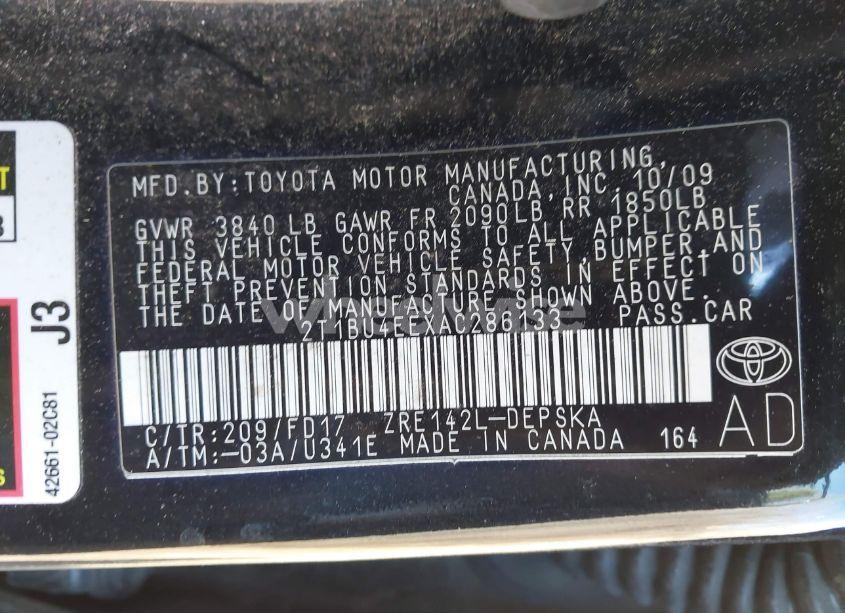 MFD.BY:TOYOTA MOTOR MANUFACTURING,
CANADA,INC. 10/09
GVWR 3840 LB GAWR FR 2090LB RR 1850LB
THIS VEHICLE CONFORMS TO ALL APPLICABLE
FEDERAL MOTOR VEHICLE SAFETY,BUMPER,AND
THEFT PREVENTION STANDARDS IN EFFECT ON
THE DATE OF MANUFACTURE SHOWN ABOVE.
2T1BU4EEXAC286133 PASS.CAR
C/TR:209/FD17 ZRE142L-DEPSKA
A/TM:-03A/U341E MADE IN CANADA 164
AD
J3
42661-02C81